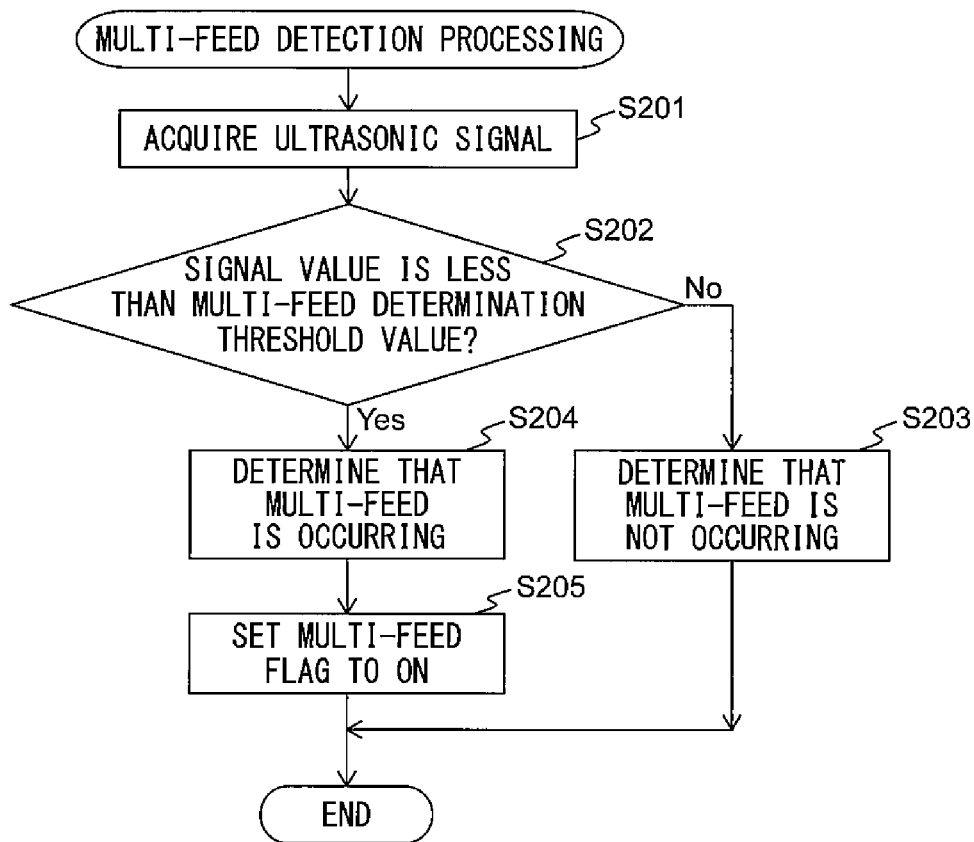 MULTI-FEED DETECTION PROCESSING
S201
ACQUIRE ULTRASONIC SIGNAL
S202
SIGNAL VALUE IS LESS
THAN MULTI-FEED DETERMINATION
THRESHOLD VALUE?
No
Yes
S204
DETERMINE THAT
MULTI-FEED
IS OCCURRING
S203
DETERMINE THAT
MULTI-FEED IS
NOT OCCURRING
S205
SET MULTI-FEED
FLAG TO ON
END